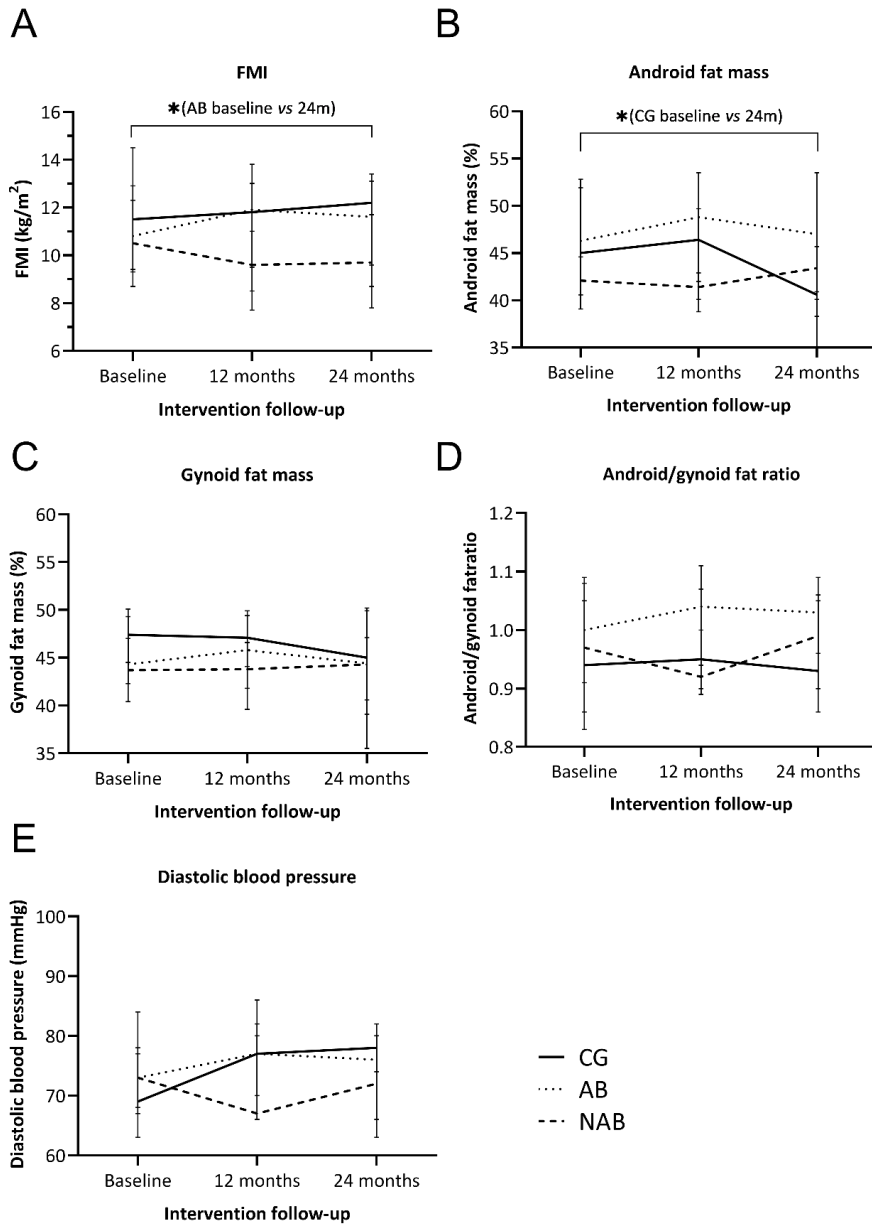 A
FMI
*(AB baseline vs 24m)
FMI (kg/m²)
16
14
12
10
8
6
Baseline
12 months
24 months
Intervention follow-up
B
Android fat mass
*(CG baseline vs 24m)
Android fat mass (%)
60
55
50
45
40
35
Baseline
12 months
24 months
Intervention follow-up
C
Gynoid fat mass
Gynoid fat mass (%)
60
55
50
45
40
35
Baseline
12 months
24 months
Intervention follow-up
D
Android/gynoid fat ratio
Android/gynoid fatratio
1.2
1.1
1.0
0.9
0.8
Baseline
12 months
24 months
Intervention follow-up
E
Diastolic blood pressure
Diastolic blood pressure (mmHg)
100
90
80
70
60
Baseline
12 months
24 months
Intervention follow-up
CG
AB
NAB